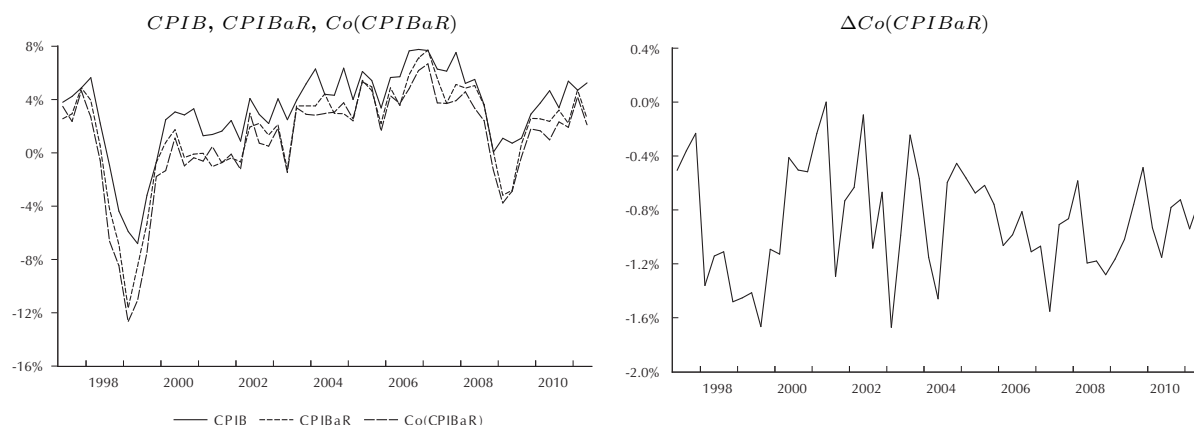 CPIB, CPIBaR, Co(CPIBaR)
8%
4%
0%
-4%
-8%
-12%
-16%
1998 2000 2002 2004 2006 2008 2010
CPIB CPIBaR Co(CPIBaR)
ΔCo(CPIBaR)
0.4%
0.0%
-0.4%
-0.8%
-1.2%
-1.6%
-2.0%
1998 2000 2002 2004 2006 2008 2010